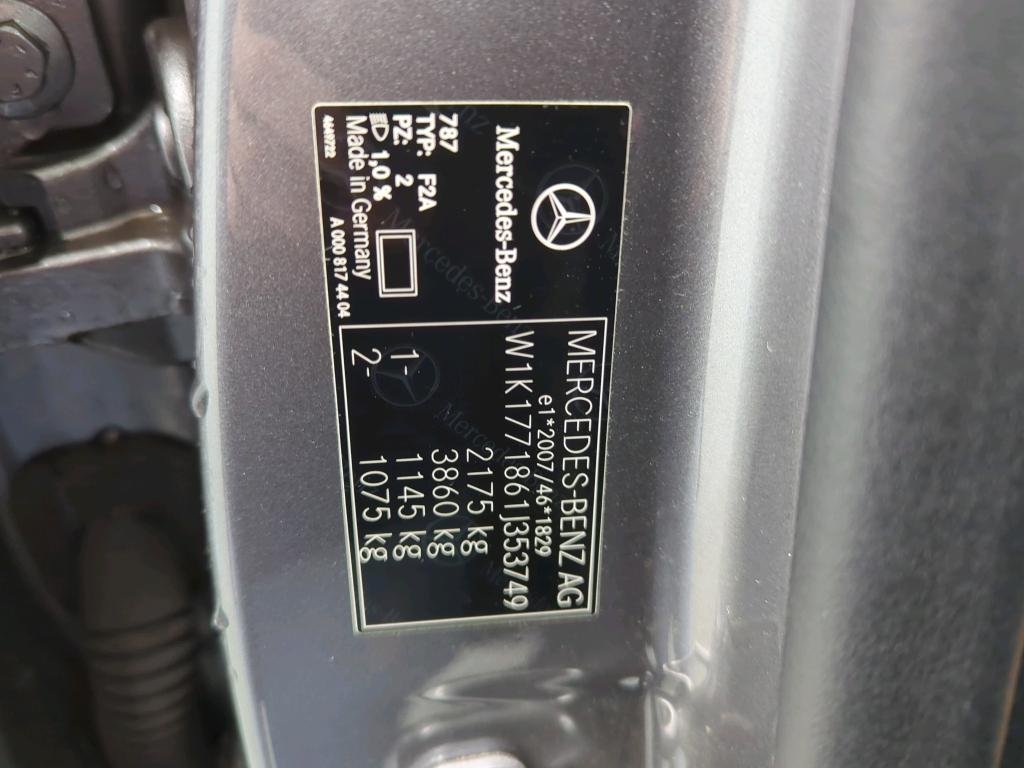 Mercedes-Benz
787
TYP: F2A
PZ: 2
1,0 %
Made in Germany
4649722
A 000 817 44 04
MERCEDES-BENZ AG
e1*2007/46*1829
W1K1771861J353749
2175 kg
3860 kg
1- 1145 kg
2- 1075 kg